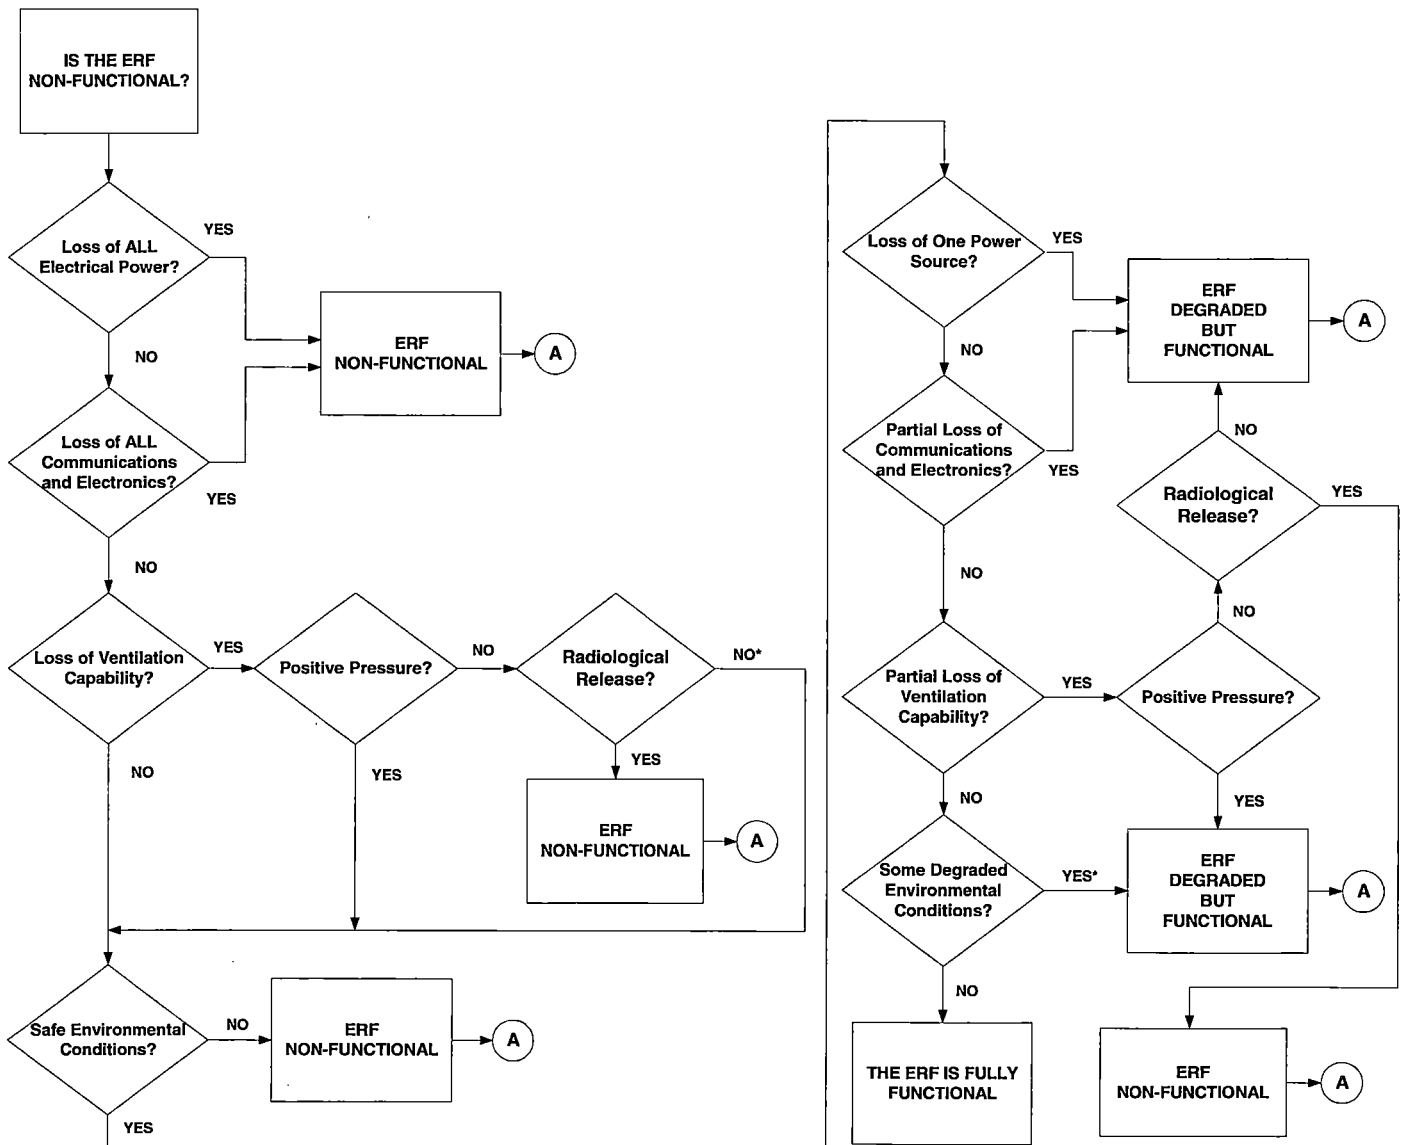 IS THE ERF
NON-FUNCTIONAL?
Loss of ALL
Electrical Power?
YES
NO
ERF
NON-FUNCTIONAL
A
Loss of ALL
Communications
and Electronics?
YES
NO
Loss of Ventilation
Capability?
YES
Positive Pressure?
NO
Radiological
Release?
NO*
NO
YES
YES
ERF
NON-FUNCTIONAL
A
Safe Environmental
Conditions?
NO
ERF
NON-FUNCTIONAL
A
YES
Loss of One Power
Source?
YES
NO
ERF
DEGRADED
BUT
FUNCTIONAL
A
Partial Loss of
Communications
and Electronics?
YES
NO
NO
Radiological
Release?
YES
NO
Partial Loss of
Ventilation
Capability?
YES
Positive Pressure?
NO
YES
Some Degraded
Environmental
Conditions?
YES*
ERF
DEGRADED
BUT
FUNCTIONAL
A
NO
THE ERF IS FULLY
FUNCTIONAL
ERF
NON-FUNCTIONAL
A